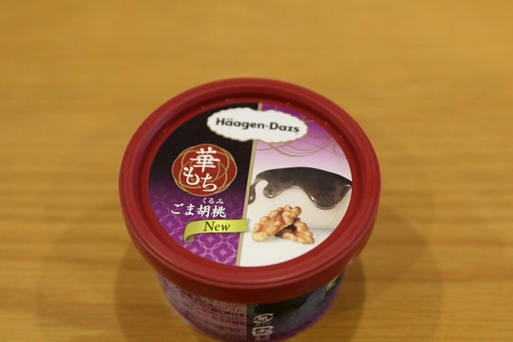 Häagen-Dazs
華
もち
くるみ
ごま胡桃
New